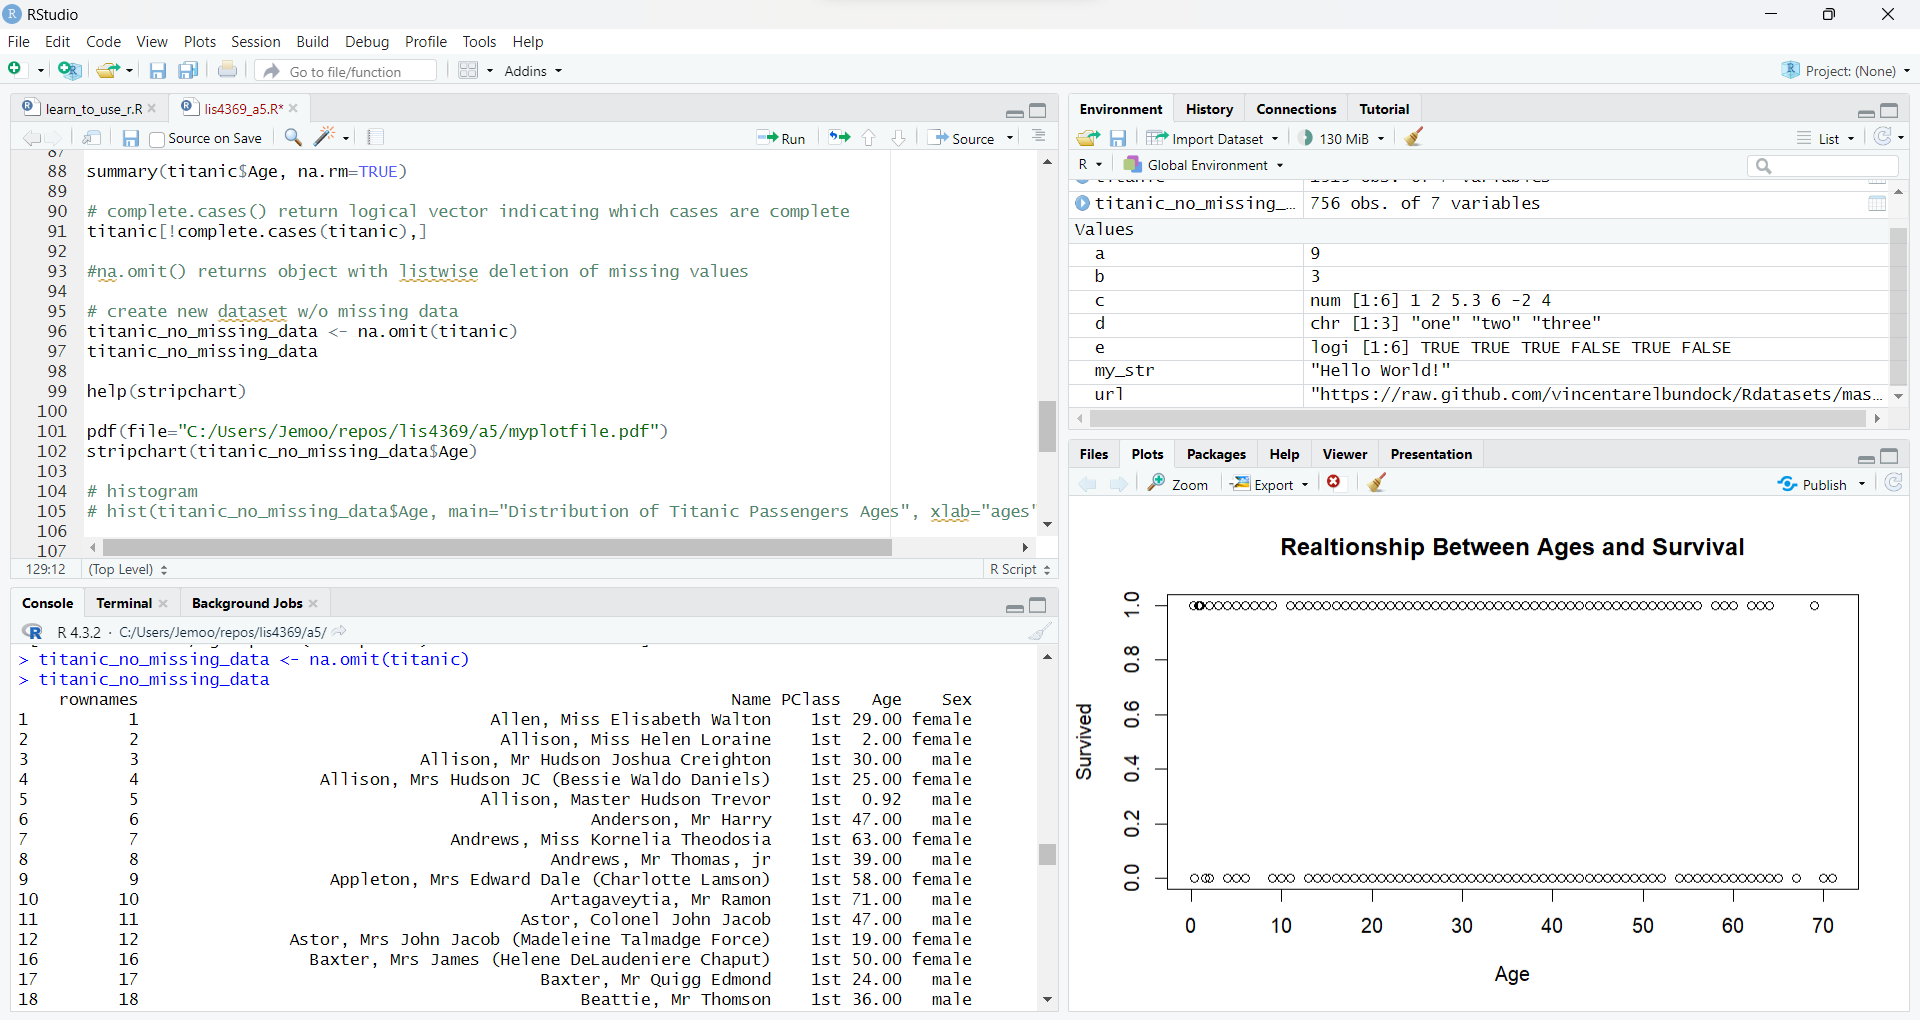 RStudio
File Edit Code View Plots Session Build Debug Profile Tools Help
Go to file/function Addins Project: (None)
learn_to_use_r.R lis4369_a5.R*
Source on Save Run Source
87
88 summary(titanic$Age, na.rm=TRUE)
89
90 # complete.cases() return logical vector indicating which cases are complete
91 titanic[!complete.cases(titanic),]
92
93 #na.omit() returns object with listwise deletion of missing values
94
95 # create new dataset w/o missing data
96 titanic_no_missing_data <- na.omit(titanic)
97 titanic_no_missing_data
98
99 help(stripchart)
100
101 pdf(file="C:/Users/Jemoo/repos/lis4369/a5/myplotfile.pdf")
102 stripchart(titanic_no_missing_data$Age)
103
104 # histogram
105 # hist(titanic_no_missing_data$Age, main="Distribution of Titanic Passengers Ages", xlab="ages"
106
107
129:12 (Top Level) R Script
Console Terminal Background Jobs
R 4.3.2 · C:/Users/Jemoo/repos/lis4369/a5/
> titanic_no_missing_data <- na.omit(titanic)
> titanic_no_missing_data
rownames Name PClass Age Sex
1 1 Allen, Miss Elisabeth Walton 1st 29.00 female
2 2 Allison, Miss Helen Loraine 1st 2.00 female
3 3 Allison, Mr Hudson Joshua Creighton 1st 30.00 male
4 4 Allison, Mrs Hudson JC (Bessie Waldo Daniels) 1st 25.00 female
5 5 Allison, Master Hudson Trevor 1st 0.92 male
6 6 Anderson, Mr Harry 1st 47.00 male
7 7 Andrews, Miss Kornelia Theodosia 1st 63.00 female
8 8 Andrews, Mr Thomas, jr 1st 39.00 male
9 9 Appleton, Mrs Edward Dale (Charlotte Lamson) 1st 58.00 female
10 10 Artagaveytia, Mr Ramon 1st 71.00 male
11 11 Astor, Colonel John Jacob 1st 47.00 male
12 12 Astor, Mrs John Jacob (Madeleine Talmadge Force) 1st 19.00 female
16 16 Baxter, Mrs James (Helene DeLaudeniere Chaput) 1st 50.00 female
17 17 Baxter, Mr Quigg Edmond 1st 24.00 male
18 18 Beattie, Mr Thomson 1st 36.00 male
Environment History Connections Tutorial
Import Dataset 130 MiB List
R Global Environment
titanic_no_missing_… 756 obs. of 7 variables
Values
a 9
b 3
c num [1:6] 1 2 5.3 6 -2 4
d chr [1:3] "one" "two" "three"
e logi [1:6] TRUE TRUE TRUE FALSE TRUE FALSE
my_str "Hello World!"
url "https://raw.github.com/vincentarelbundock/Rdatasets/mas…
Files Plots Packages Help Viewer Presentation
Zoom Export Publish
Realtionship Between Ages and Survival
Survived
1.0
0.8
0.6
0.4
0.2
0.0
0 10 20 30 40 50 60 70
Age